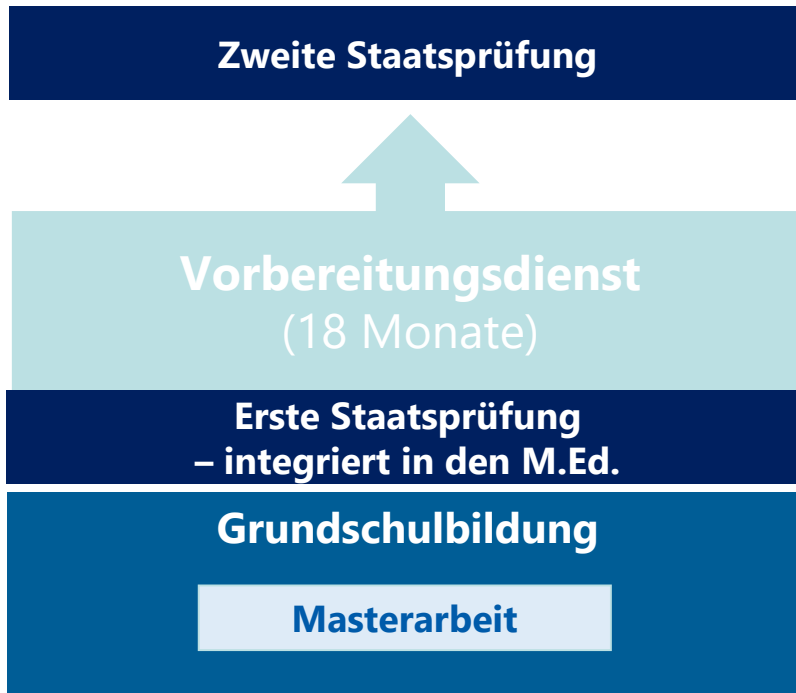 Zweite Staatsprüfung
Vorbereitungsdienst
(18 Monate)
Erste Staatsprüfung
– integriert in den M.Ed.
Grundschulbildung
Masterarbeit